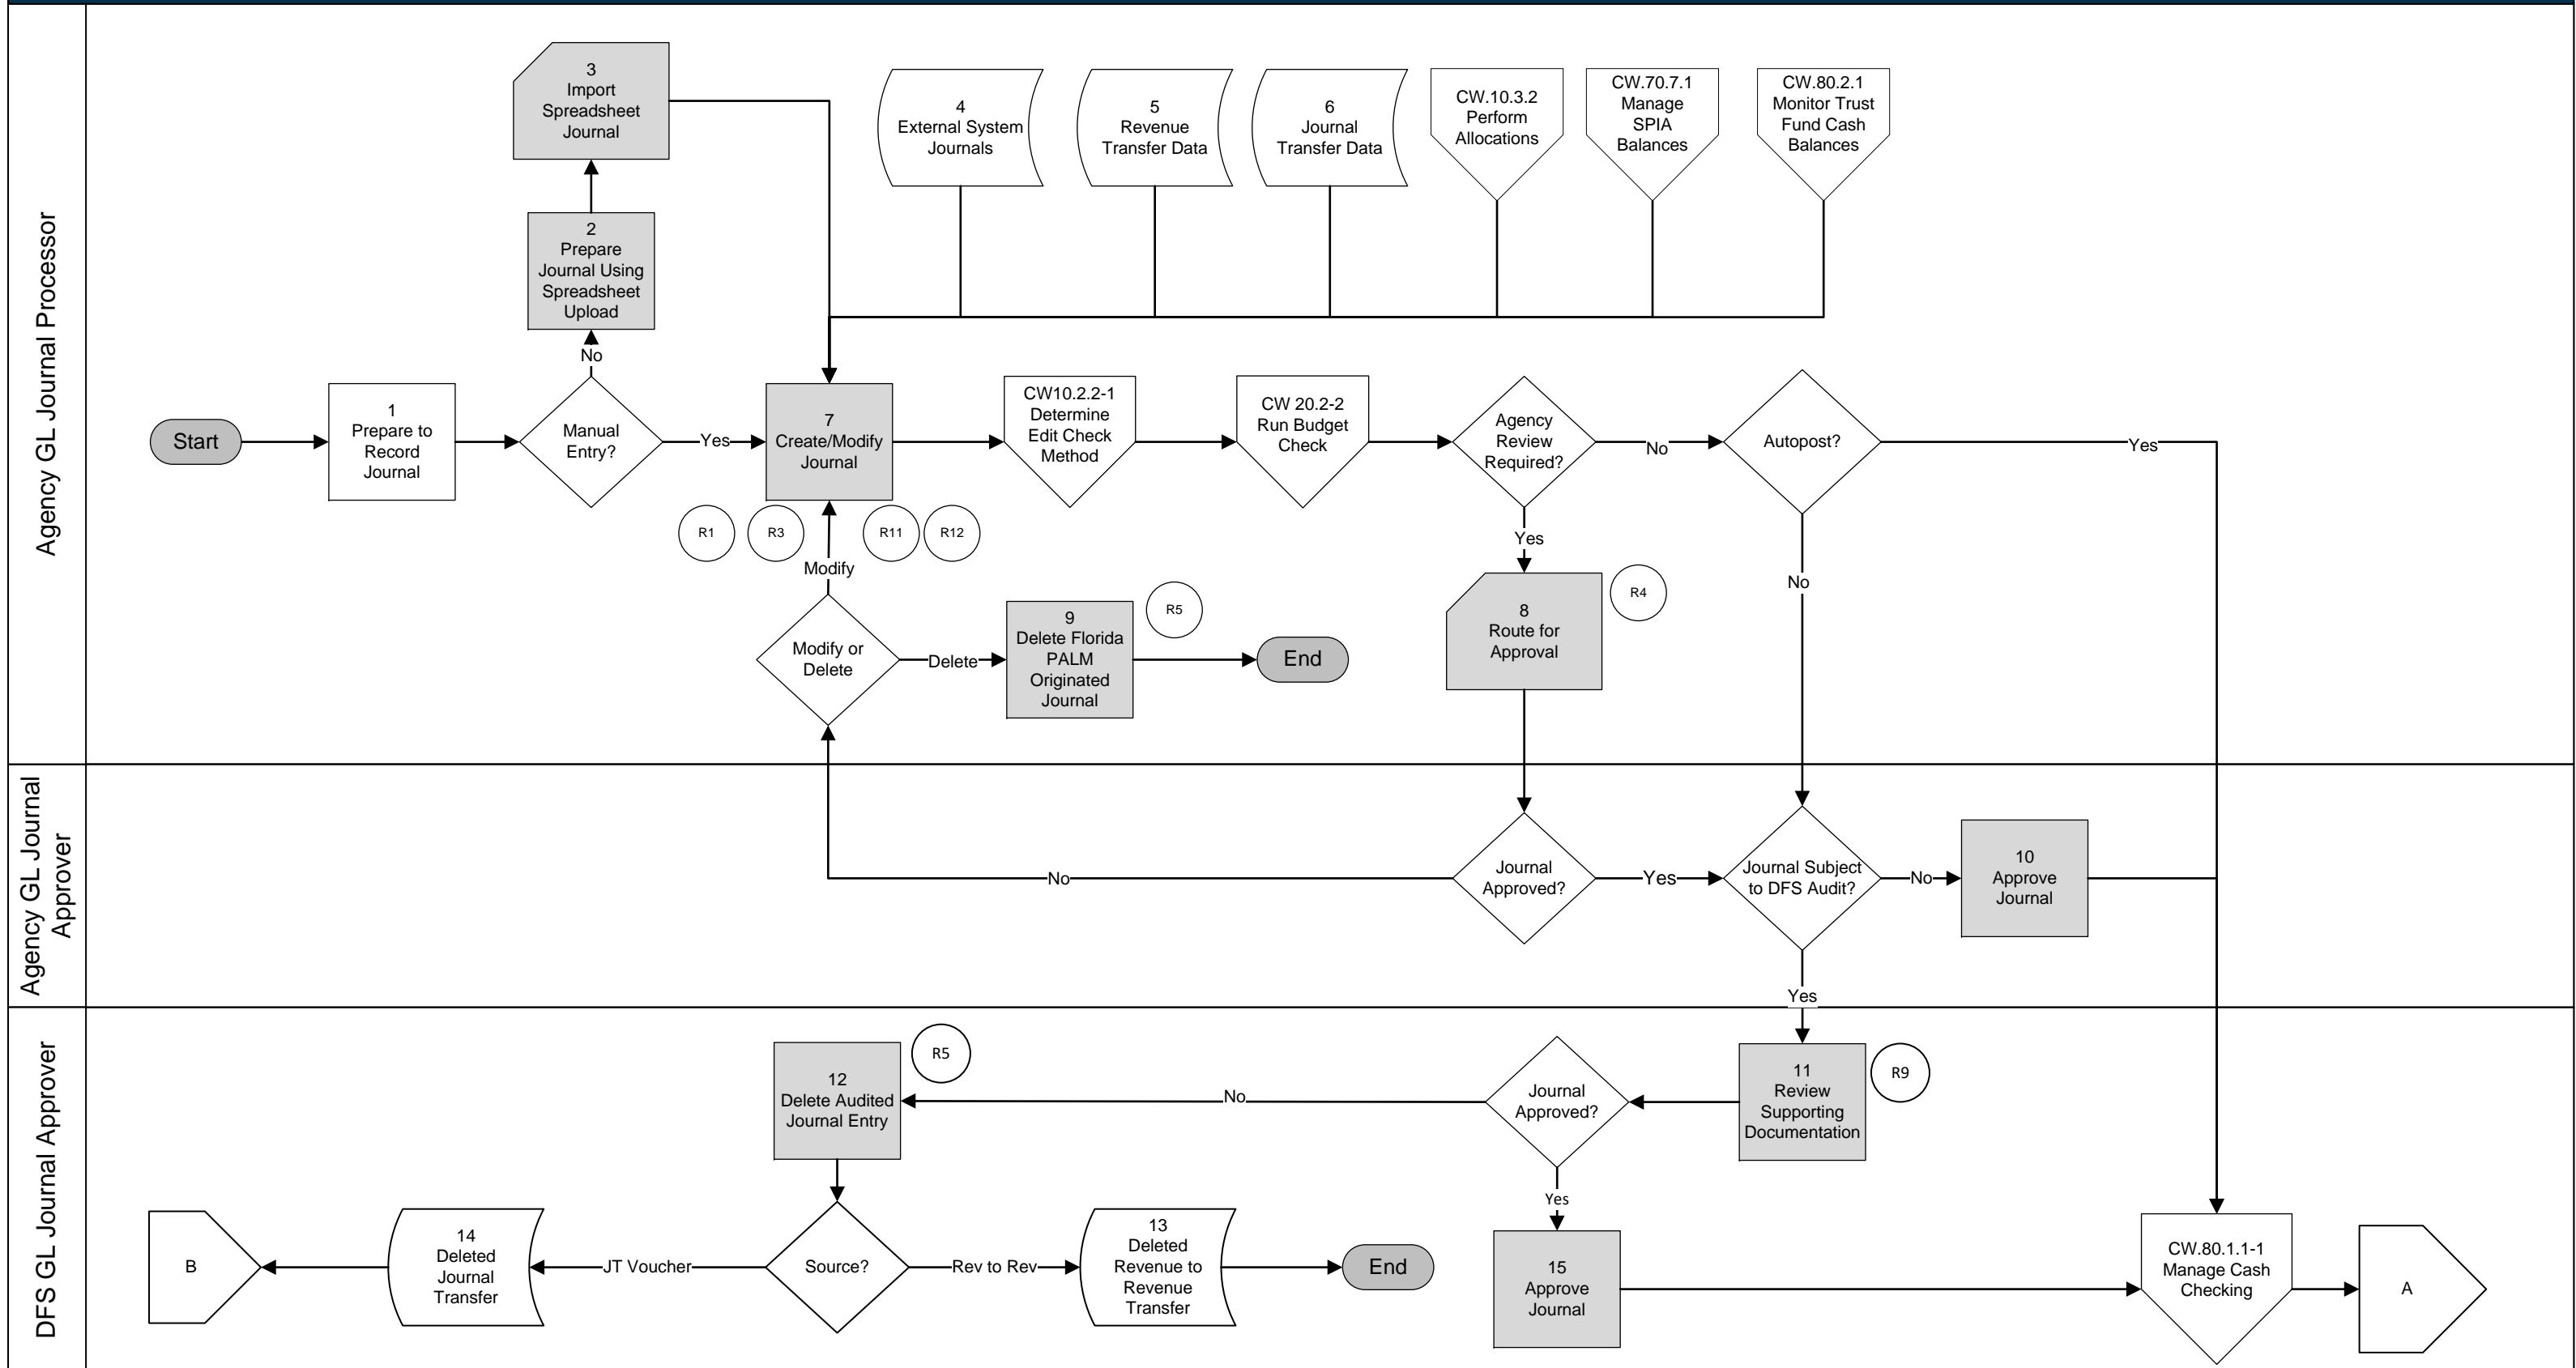 Agency GL Journal Processor
3
Import
Spreadsheet
Journal
4
External System
Journals
5
Revenue
Transfer Data
6
Journal
Transfer Data
CW.10.3.2
Perform
Allocations
CW.70.7.1
Manage
SPIA
Balances
CW.80.2.1
Monitor Trust
Fund Cash
Balances
2
Prepare
Journal Using
Spreadsheet
Upload
No
Start
1
Prepare to
Record
Journal
Manual
Entry?
Yes
7
Create/Modify
Journal
CW10.2.2-1
Determine
Edit Check
Method
CW 20.2-2
Run Budget
Check
Agency
Review
Required?
No
Autopost?
Yes
R1
R3
R11
R12
Yes
No
Modify
Modify or
Delete
Delete
9
Delete Florida
PALM
Originated
Journal
R5
End
8
Route for
Approval
R4
Agency GL Journal
Approver
No
Journal
Approved?
Yes
Journal Subject
to DFS Audit?
No
10
Approve
Journal
Yes
DFS GL Journal Approver
12
Delete Audited
Journal Entry
R5
No
Journal
Approved?
11
Review
Supporting
Documentation
R9
Yes
B
14
Deleted
Journal
Transfer
JT Voucher
Source?
Rev to Rev
13
Deleted
Revenue to
Revenue
Transfer
End
15
Approve
Journal
CW.80.1.1-1
Manage Cash
Checking
A